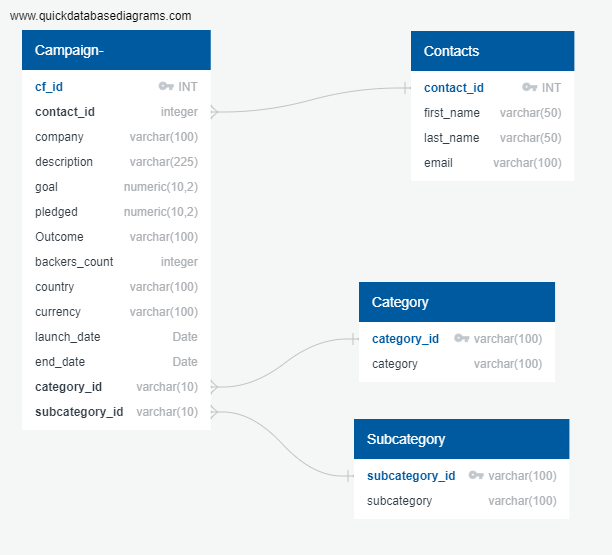 www.quickdatabasediagrams.com
Campaign-
cf_id INT
contact_id integer
company varchar(100)
description varchar(225)
goal numeric(10,2)
pledged numeric(10,2)
Outcome varchar(100)
backers_count integer
country varchar(100)
currency varchar(100)
launch_date Date
end_date Date
category_id varchar(10)
subcategory_id varchar(10)
Contacts
contact_id INT
first_name varchar(50)
last_name varchar(50)
email varchar(100)
Category
category_id varchar(100)
category varchar(100)
Subcategory
subcategory_id varchar(100)
subcategory varchar(100)